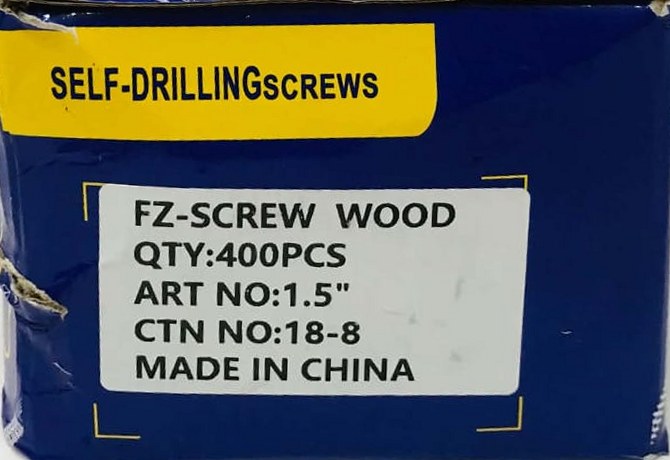 SELF-DRILLINGSCREWS
FZ-SCREW WOOD
QTY:400PCS
ART NO:1.5"
CTN NO:18-8
MADE IN CHINA